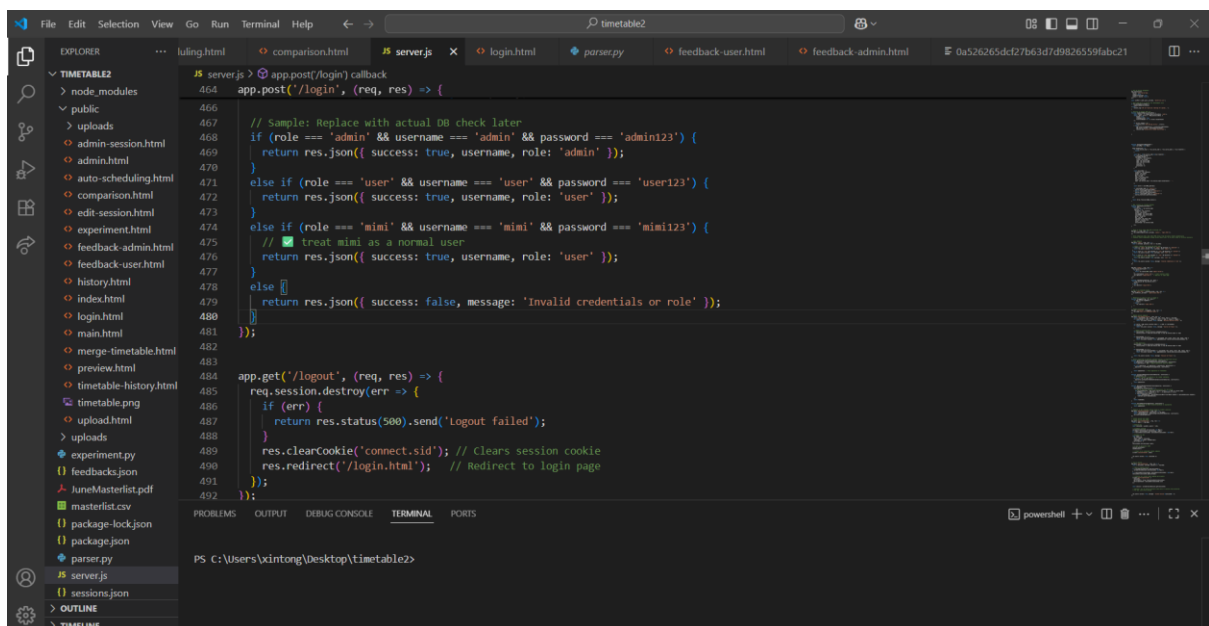 File Edit Selection View Go Run Terminal Help
timetable2
EXPLORER
luling.html comparison.html JS server.js login.html parser.py feedback-user.html feedback-admin.html 0a526265dcf27b63d7d9826559fabc21
TIMETABLE2
node_modules
public
uploads
admin-session.html
admin.html
auto-scheduling.html
comparison.html
edit-session.html
experiment.html
feedback-admin.html
feedback-user.html
history.html
index.html
login.html
main.html
merge-timetable.html
preview.html
timetable-history.html
timetable.png
upload.html
uploads
experiment.py
{} feedbacks.json
JuneMasterlist.pdf
masterlist.csv
{} package-lock.json
{} package.json
parser.py
JS server.js
{} sessions.json
OUTLINE
TIMELINE
JS server.js > app.post('/login') callback
464 app.post('/login', (req, res) => {
466
467 // Sample: Replace with actual DB check later
468 if (role === 'admin' && username === 'admin' && password === 'admin123') {
469 return res.json({ success: true, username, role: 'admin' });
470 }
471 else if (role === 'user' && username === 'user' && password === 'user123') {
472 return res.json({ success: true, username, role: 'user' });
473 }
474 else if (role === 'mimi' && username === 'mimi' && password === 'mimi123') {
475 // ✅ treat mimi as a normal user
476 return res.json({ success: true, username, role: 'user' });
477 }
478 else {
479 return res.json({ success: false, message: 'Invalid credentials or role' });
480 }
481 });
482
483
484 app.get('/logout', (req, res) => {
485 req.session.destroy(err => {
486 if (err) {
487 return res.status(500).send('Logout failed');
488 }
489 res.clearCookie('connect.sid'); // Clears session cookie
490 res.redirect('/login.html'); // Redirect to login page
491 });
492 });
PROBLEMS OUTPUT DEBUG CONSOLE TERMINAL PORTS
powershell
PS C:\Users\xintong\Desktop\timetable2>